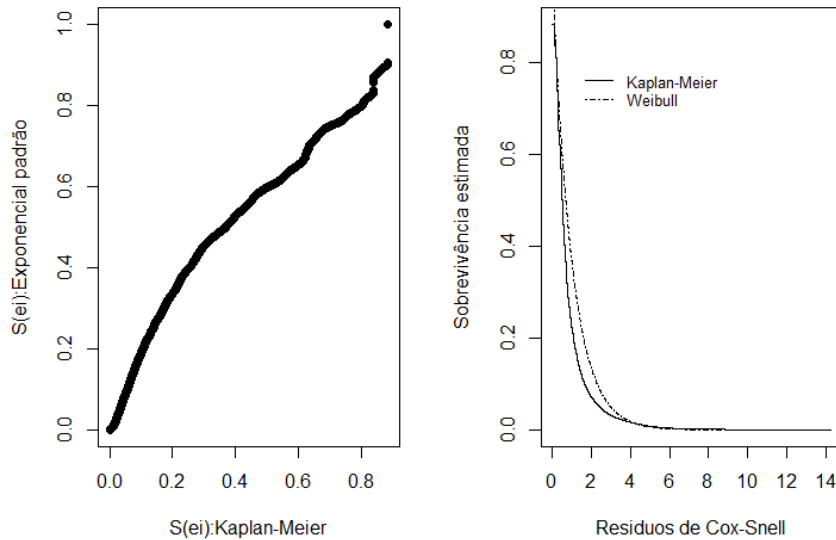 S(ei):Exponencial padrão
1.0
0.8
0.6
0.4
0.2
0.0
0.0 0.2 0.4 0.6 0.8
S(ei):Kaplan-Meier
Sobrevivência estimada
0.8
0.6
0.4
0.2
0.0
Kaplan-Meier
Weibull
0 2 4 6 8 10 12 14
Residuos de Cox-Snell